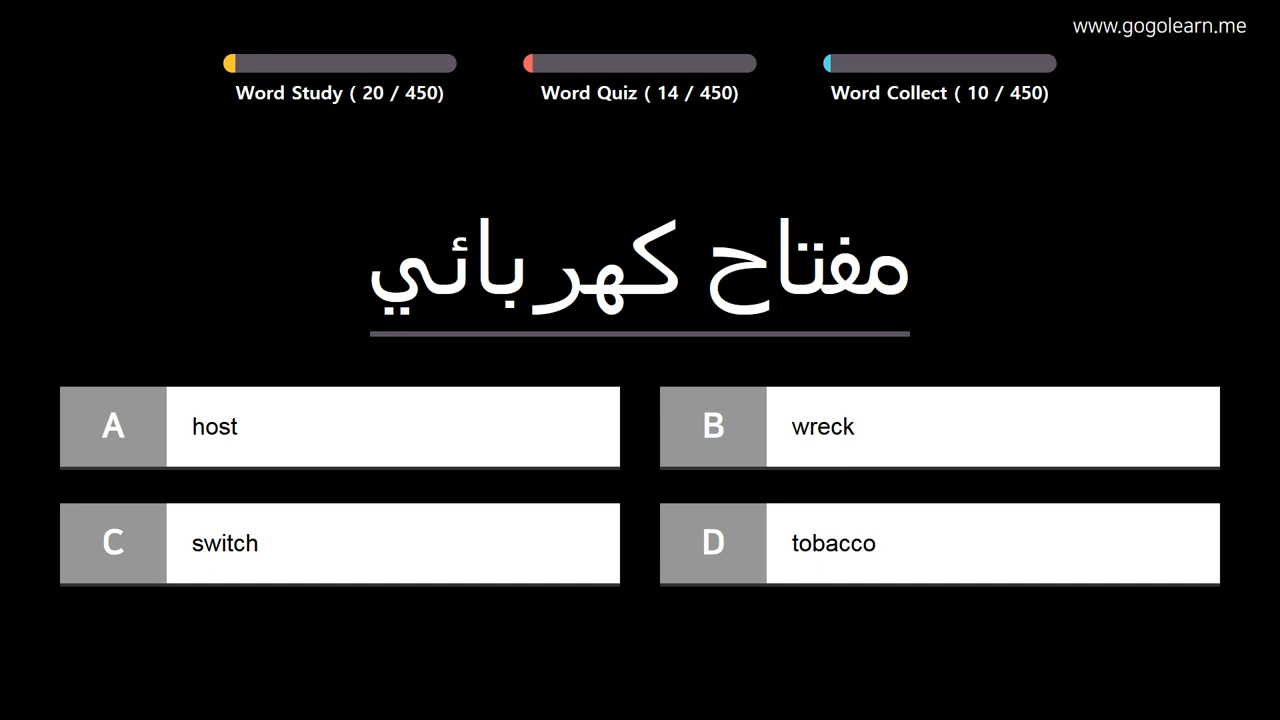 www.gogolearn.me
Word Study ( 20 / 450)
Word Quiz ( 14 / 450)
Word Collect ( 10 / 450)
مفتاح كهربائي
A host
B wreck
C switch
D tobacco